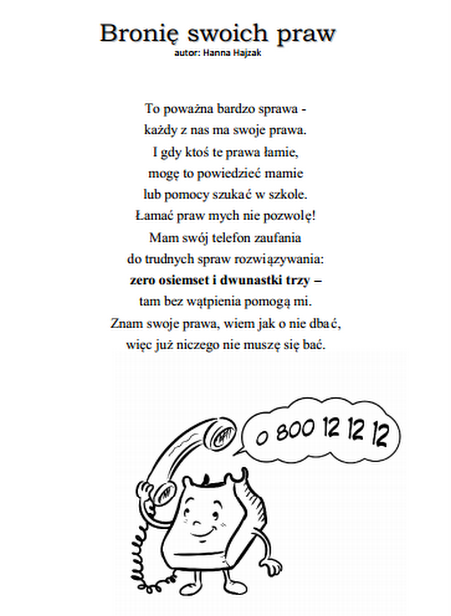 Bronię swoich praw
autor: Hanna Hajzak
To poważna bardzo sprawa -
każdy z nas ma swoje prawa.
I gdy ktoś te prawa łamie,
mogę to powiedzieć mamie
lub pomocy szukać w szkole.
Łamać praw mych nie pozwolę!
Mam swój telefon zaufania
do trudnych spraw rozwiązywania:
zero osiemset i dwunastki trzy –
tam bez wątpienia pomogą mi.
Znam swoje prawa, wiem jak o nie dbać,
więc już niczego nie muszę się bać.
0 800 12 12 12